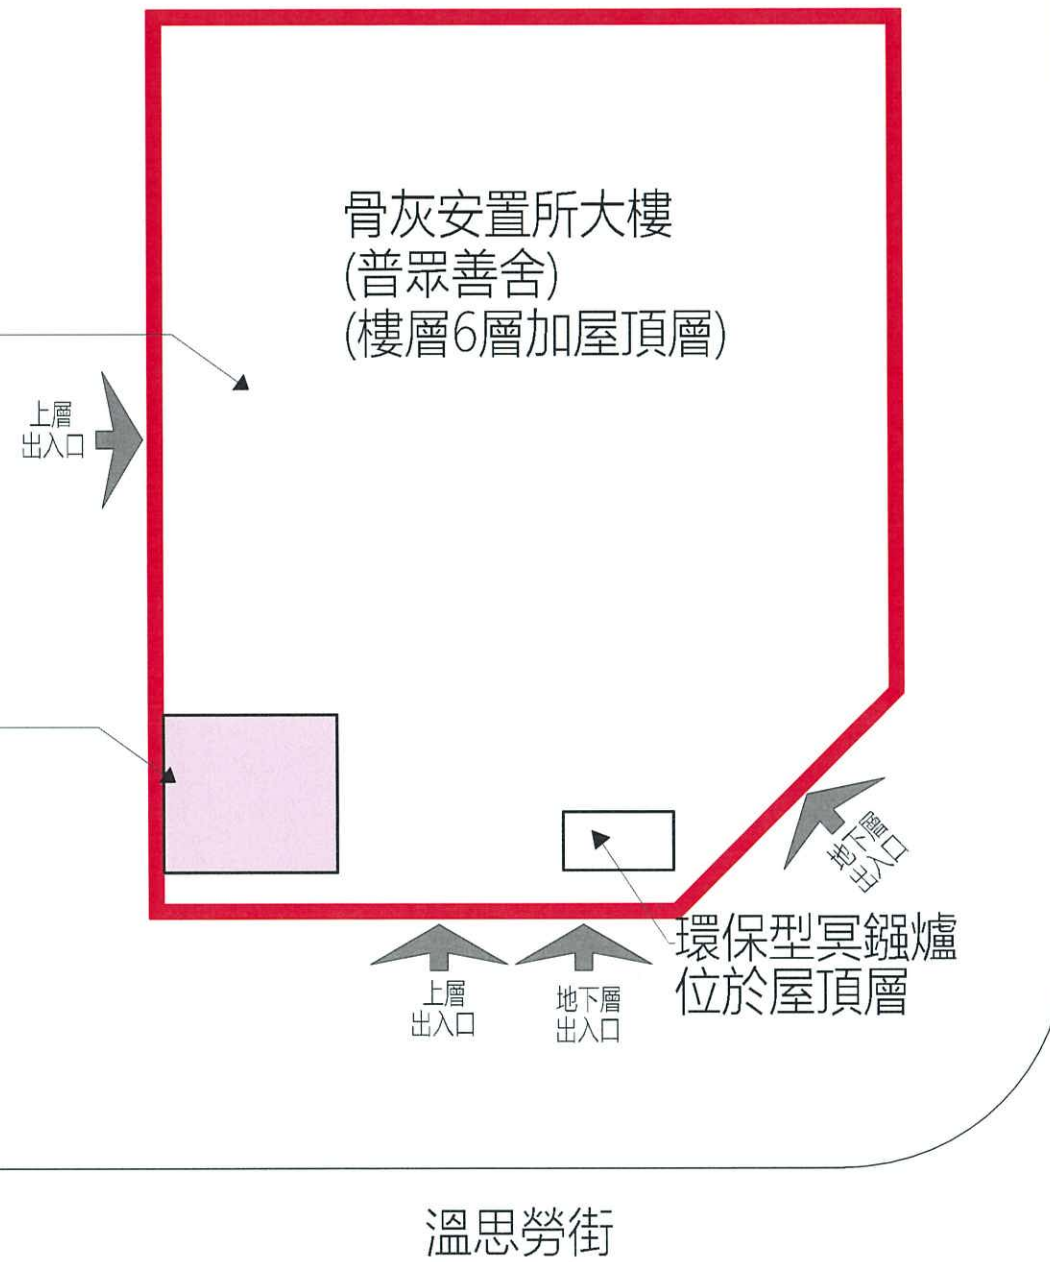 骨灰安置所大樓
(普眾善舍)
(樓層6層加屋頂層)
上層
出入口
地下層
出入口
環保型冥鏹爐
位於屋頂層
上層
出入口
地下層
出入口
溫思勞街